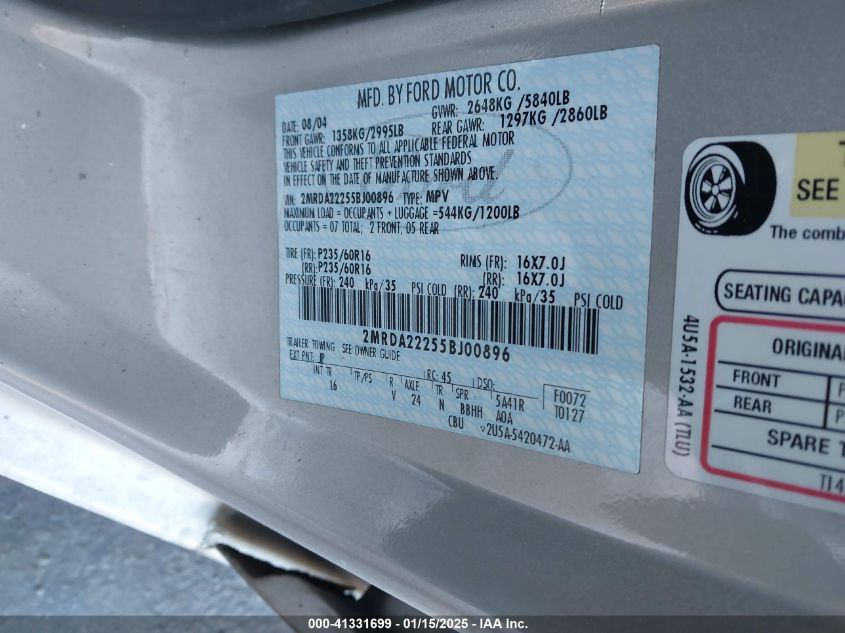 MFD. BY FORD MOTOR CO.
DATE: 08/04 GVWR: 2648KG /5840LB
FRONT GAWR: 1358KG/2995LB REAR GAWR: 1297KG /2860LB
THIS VEHICLE CONFORMS TO ALL APPLICABLE FEDERAL MOTOR
VEHICLE SAFETY AND THEFT PREVENTION STANDARDS
IN EFFECT ON THE DATE OF MANUFACTURE SHOWN ABOVE.
VIN: 2MRDA22255BJ00896 TYPE: MPV
MAXIMUM LOAD = OCCUPANTS + LUGGAGE = 544KG/1200LB
OCCUPANTS = 07 TOTAL; 2 FRONT, 05 REAR
TIRE (FR): P235/60R16 RIMS (FR): 16X7.0J
(RR): P235/60R16 (RR): 16X7.0J
PRESSURE (FR): 240 kPa/35 PSI COLD (RR): 240 kPa/35 PSI COLD
2MRDA22255BJ00896
TRAILER TOWING - SEE OWNER GUIDE
EXT PNT: JP RC: 45 DSO: F0072
INT TR TP/PS R AXLE TR SPR 5A41R T0127
L6 V 24 N BBHH AOA
CBU 2U5A-5420472-AA
SEE
The comb
SEATING CAPA
ORIGINA
FRONT P
REAR P
SPARE T
4U5A-1532-AA (TLU)
000-41331699 - 01/15/2025 - IAAI.com